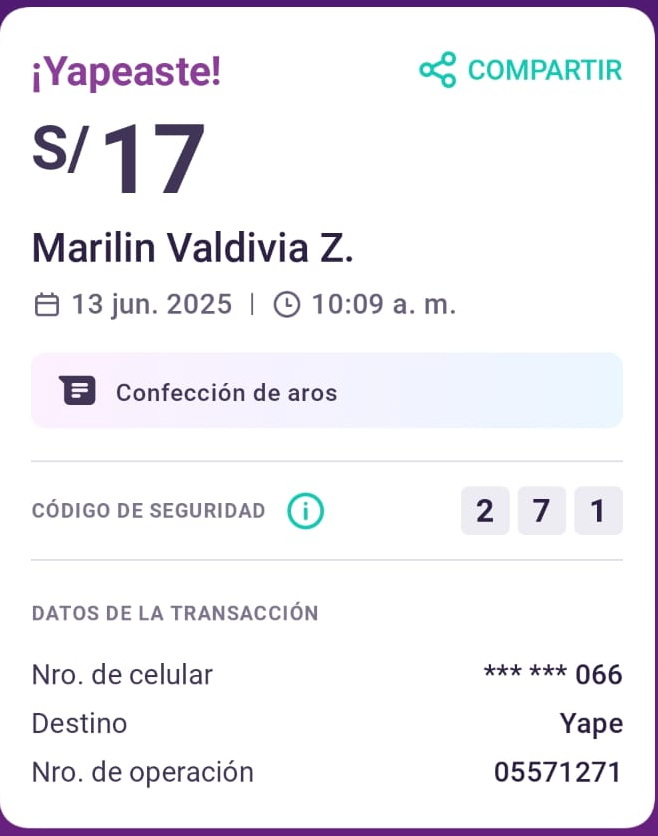 ¡Yapeaste!
COMPARTIR
S/ 17
Marilin Valdivia Z.
13 jun. 2025 | 10:09 a. m.
Confección de aros
CÓDIGO DE SEGURIDAD 2 7 1
DATOS DE LA TRANSACCIÓN
Nro. de celular *** *** 066
Destino Yape
Nro. de operación 05571271